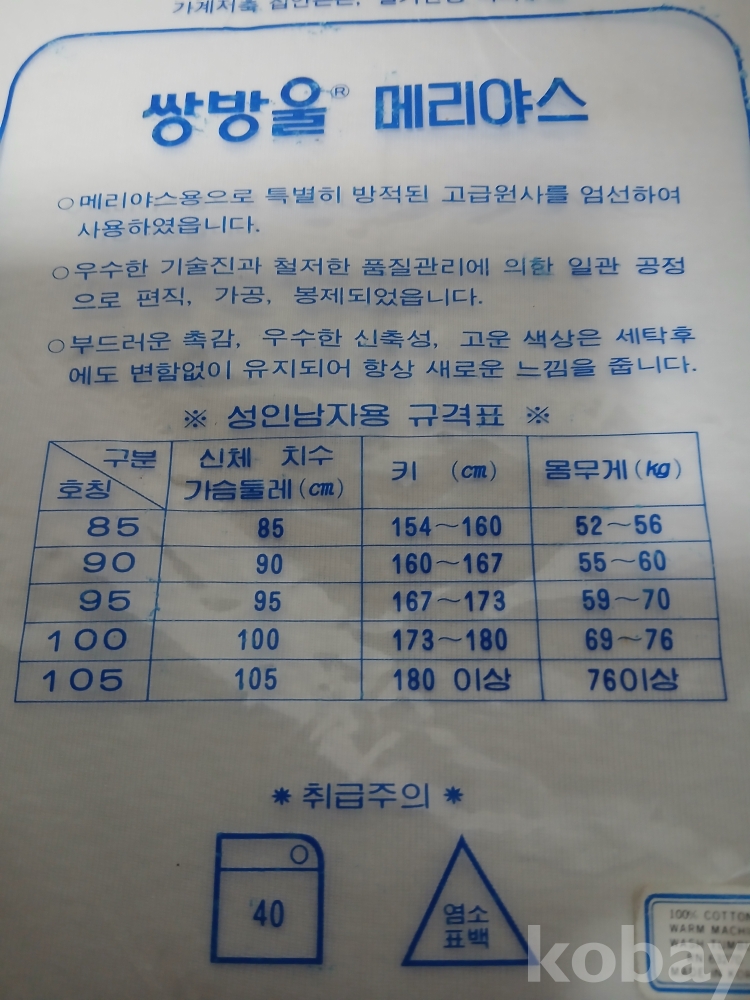 가계저축
쌍방울® 메리야스
○메리야스용으로 특별히 방적된 고급원사를 엄선하여
사용하였읍니다.
○우수한 기술진과 철저한 품질관리에 의한 일관 공정
으로 편직, 가공, 봉제되었읍니다.
○부드러운 촉감, 우수한 신축성, 고운 색상은 세탁후
에도 변함없이 유지되어 항상 새로운 느낌을 줍니다.
※ 성인남자용 규격표 ※
구분 호칭 신체 치수 가슴둘레(cm) 키 (cm) 몸무게(kg)
85 85 154~160 52~56
90 90 160~167 55~60
95 95 167~173 59~70
100 100 173~180 69~76
105 105 180 이상 76이상
✷ 취급주의 ✷
40
염소
표백
100% COTTON
WARM MACHI
kobay